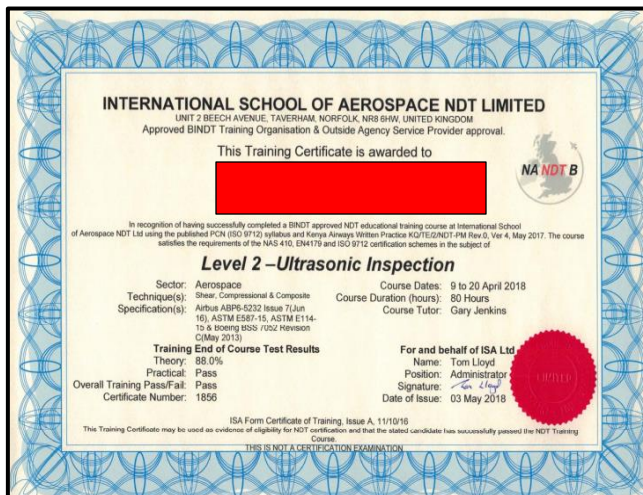 INTERNATIONAL SCHOOL OF AEROSPACE NDT LIMITED
UNIT 2 BEECH AVENUE, TAVERHAM, NORFOLK, NR8 6HW, UNITED KINGDOM
Approved BINDT Training Organisation & Outside Agency Service Provider approval.
This Training Certificate is awarded to
NA NDT B
In recognition of having successfully completed a BINDT approved NDT educational training course at International School
of Aerospace NDT Ltd using the published PCN (ISO 9712) syllabus and Kenya Airways Written Practice KQ/TE/2/NDT-PM Rev.0, Ver 4, May 2017. The course
satisfies the requirements of the NAS 410, EN4179 and ISO 9712 certification schemes in the subject of
Level 2 –Ultrasonic Inspection
Sector: Aerospace
Technique(s): Shear, Compressional & Composite
Specification(s): Airbus ABP6-5232 Issue 7(Jun
16), ASTM E587-15, ASTM E114-
15 & Boeing BSS 7052 Revision
C(May 2013)
Course Dates: 9 to 20 April 2018
Course Duration (hours): 80 Hours
Course Tutor: Gary Jenkins
Training End of Course Test Results
Theory: 88.0%
Practical: Pass
Overall Training Pass/Fail: Pass
Certificate Number: 1856
For and behalf of ISA Ltd
Name: Tom Lloyd
Position: Administrator
Signature: Tom Lloyd
Date of Issue: 03 May 2018
LIMITED
ISA Form Certificate of Training, Issue A, 11/10/16
This Training Certificate may be used as evidence of eligibility for NDT certification and that the stated candidate has successfully passed the NDT Training
Course.
THIS IS NOT A CERTIFICATION EXAMINATION